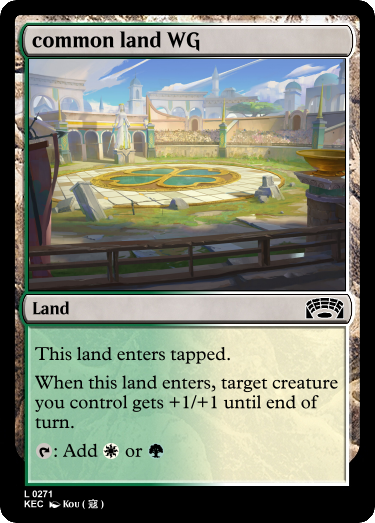 common land WG
Land
This land enters tapped.
When this land enters, target creature
you control gets +1/+1 until end of
turn.
: Add or
L 0271
KEC Kou ( 寇 )